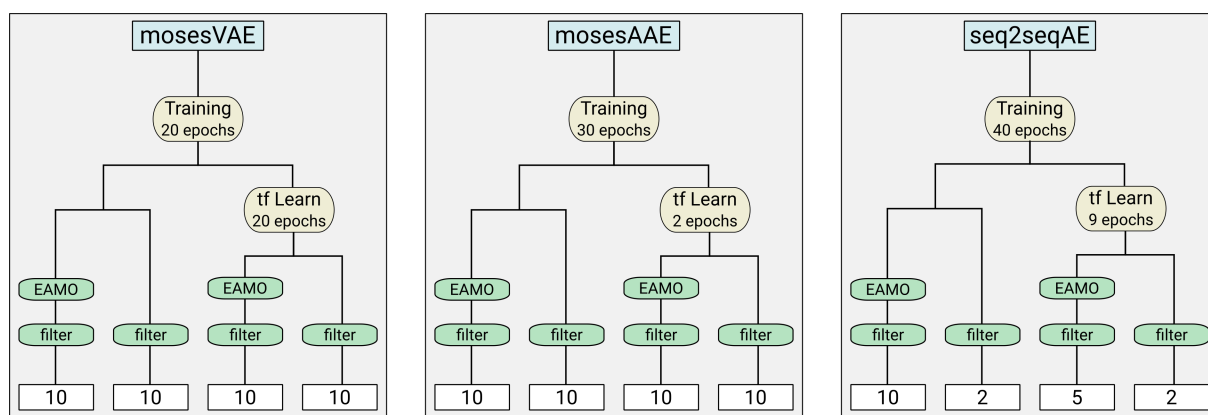 mosesVAE
Training
20 epochs
tf Learn
20 epochs
EAMO
EAMO
filter
filter
filter
filter
10
10
10
10
mosesAAE
Training
30 epochs
tf Learn
2 epochs
EAMO
EAMO
filter
filter
filter
filter
10
10
10
10
seq2seqAE
Training
40 epochs
tf Learn
9 epochs
EAMO
EAMO
filter
filter
filter
filter
10
2
5
2